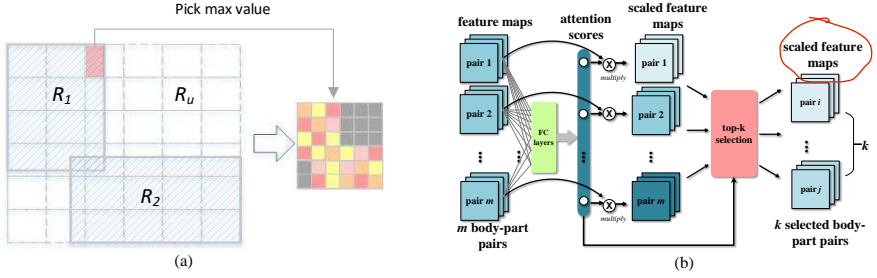 Pick max value
R1
Ru
R2
(a)
feature maps
pair 1
pair 2
...
...
pair m
m body-part
pairs
FC
layers
attention
scores
...
X
multiply
X
X
multiply
scaled feature
maps
pair 1
pair 2
...
...
pair m
top-k
selection
scaled feature
maps
pair i
...
...
pair j
k
k selected body-
part pairs
(b)